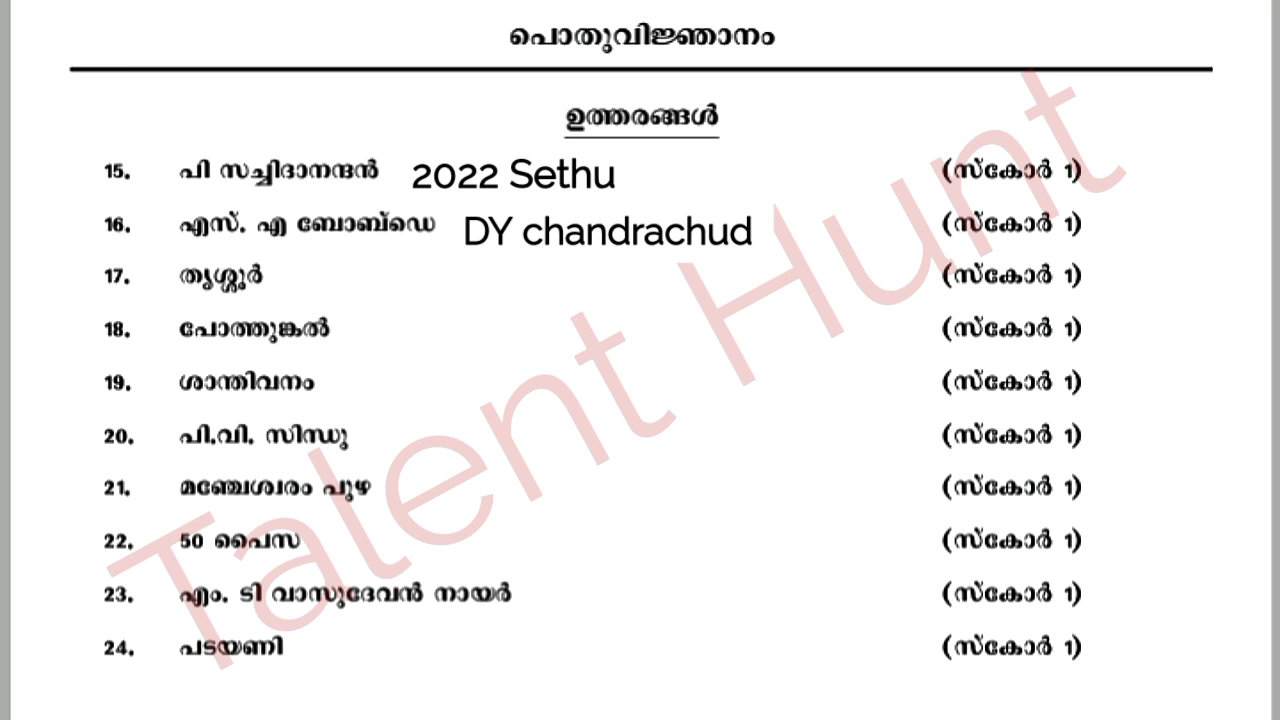 പൊതുവിജ്ഞാനം
ഉത്തരങ്ങൾ
15. പി സച്ചിദാനന്ദൻ 2022 Sethu (സ്കോർ 1)
16. എസ്. എ ബോബ്ഡെ DY chandrachud (സ്കോർ 1)
17. തൃശ്ശൂർ (സ്കോർ 1)
18. പോത്തുങ്കൽ (സ്കോർ 1)
19. ശാന്തിവനം (സ്കോർ 1)
20. പി.വി. സിന്ധു (സ്കോർ 1)
21. മഞ്ചേശ്വരം പുഴ (സ്കോർ 1)
22. 50 പൈസ (സ്കോർ 1)
23. എം. ടി വാസുദേവൻ നായർ (സ്കോർ 1)
24. പടയണി (സ്കോർ 1)
Talent Hunt